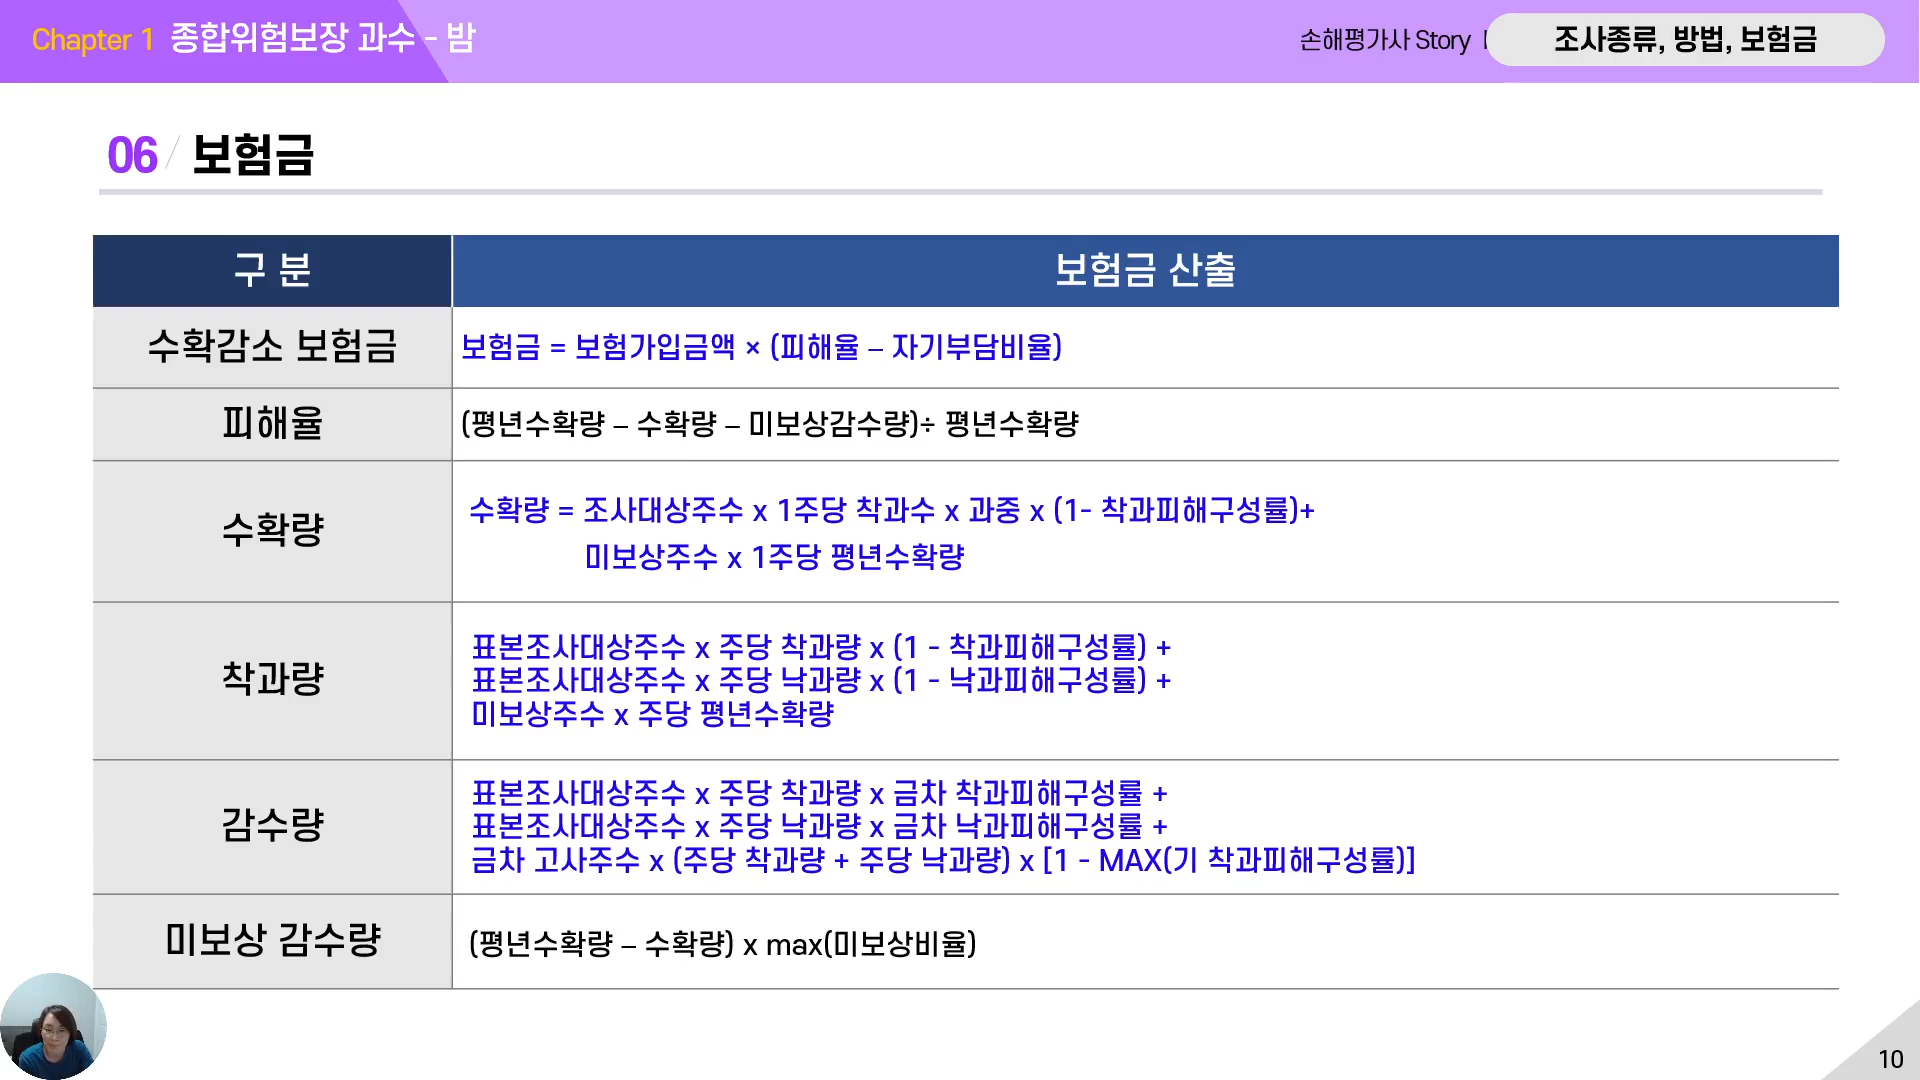 Chapter 1 종합위험보장 과수 - 밤
손해평가사 Story
조사종류, 방법, 보험금
06 / 보험금
구 분
보험금 산출
수확감소 보험금
보험금 = 보험가입금액 × (피해율 – 자기부담비율)
피해율
(평년수확량 – 수확량 – 미보상감수량)÷ 평년수확량
수확량
수확량 = 조사대상주수 x 1주당 착과수 x 과중 x (1- 착과피해구성률)+
미보상주수 x 1주당 평년수확량
착과량
표본조사대상주수 x 주당 착과량 x (1 - 착과피해구성률) +
표본조사대상주수 x 주당 낙과량 x (1 - 낙과피해구성률) +
미보상주수 x 주당 평년수확량
감수량
표본조사대상주수 x 주당 착과량 x 금차 착과피해구성률 +
표본조사대상주수 x 주당 낙과량 x 금차 낙과피해구성률 +
금차 고사주수 x (주당 착과량 + 주당 낙과량) x [1 - MAX(기 착과피해구성률)]
미보상 감수량
(평년수확량 – 수확량) x max(미보상비율)
10